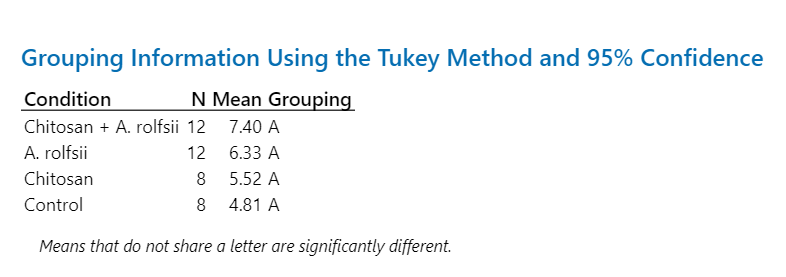 Grouping Information Using the Tukey Method and 95% Confidence
Condition N Mean Grouping
Chitosan + A. rolfsii 12 7.40 A
A. rolfsii 12 6.33 A
Chitosan 8 5.52 A
Control 8 4.81 A
Means that do not share a letter are significantly different.